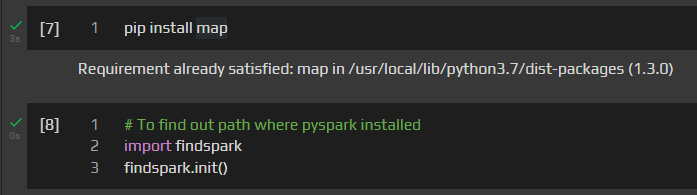 [7] 1 pip install map
3s
Requirement already satisfied: map in /usr/local/lib/python3.7/dist-packages (1.3.0)
[8] 1 # To find out path where pyspark installed
0s 2 import findspark
3 findspark.init()